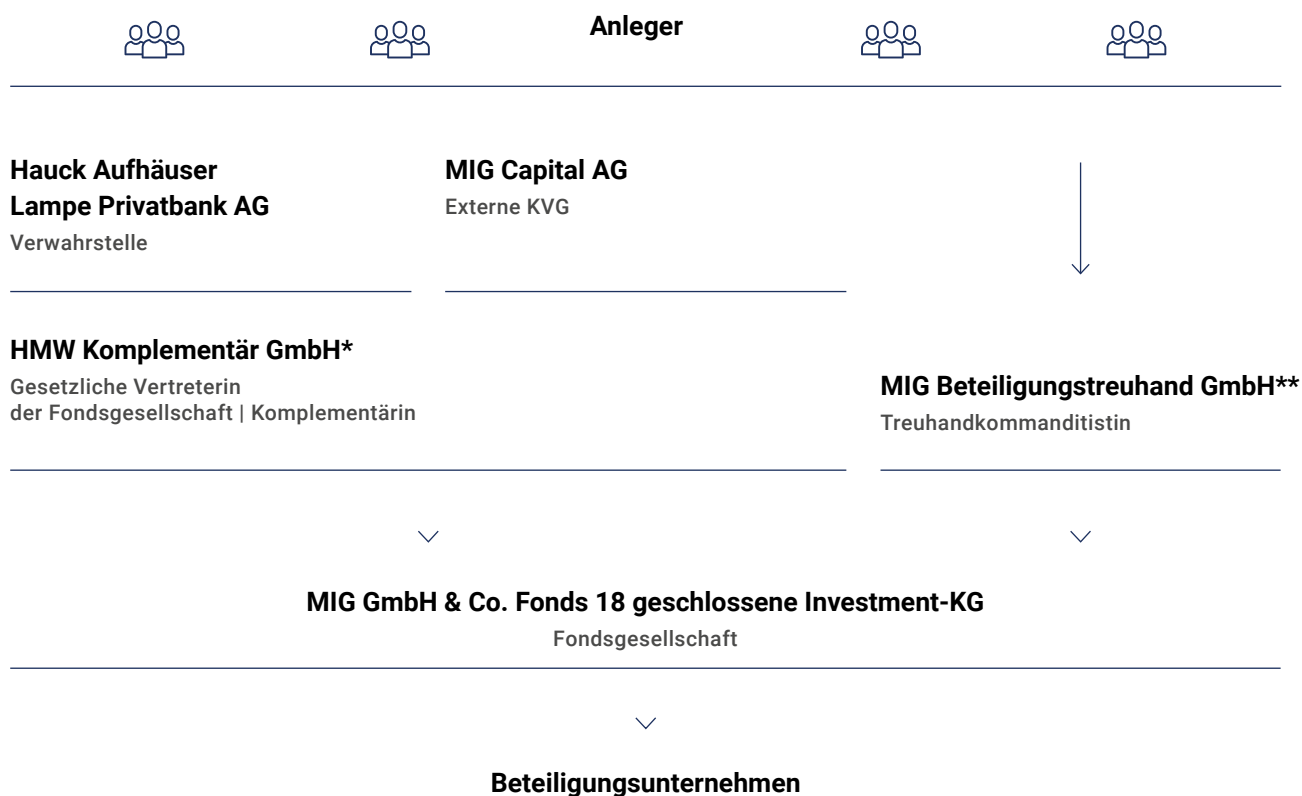 Anleger
Hauck Aufhäuser
Lampe Privatbank AG
Verwahrstelle
MIG Capital AG
Externe KVG
HMW Komplementär GmbH*
Gesetzliche Vertreterin
der Fondsgesellschaft | Komplementärin
MIG Beteiligungstreuhand GmbH**
Treuhandkommanditistin
MIG GmbH & Co. Fonds 18 geschlossene Investment-KG
Fondsgesellschaft
Beteiligungsunternehmen